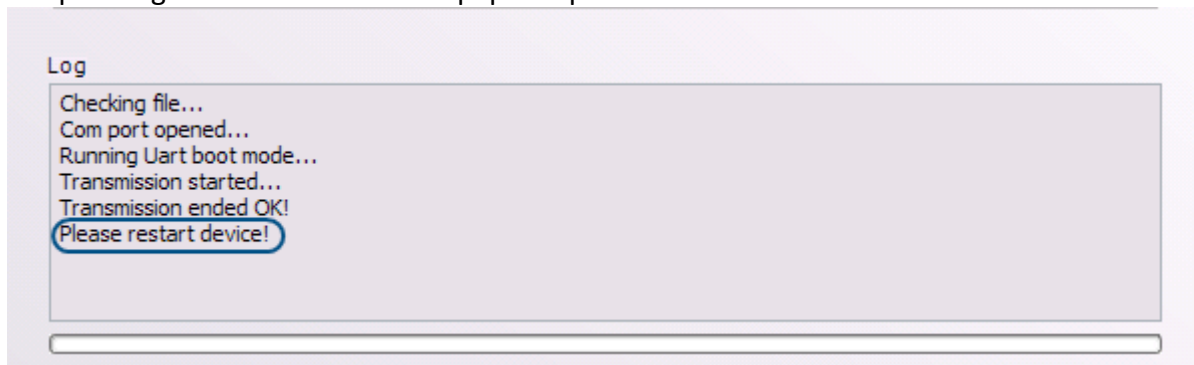 Log
Checking file...
Com port opened...
Running Uart boot mode...
Transmission started...
Transmission ended OK!
Please restart device!